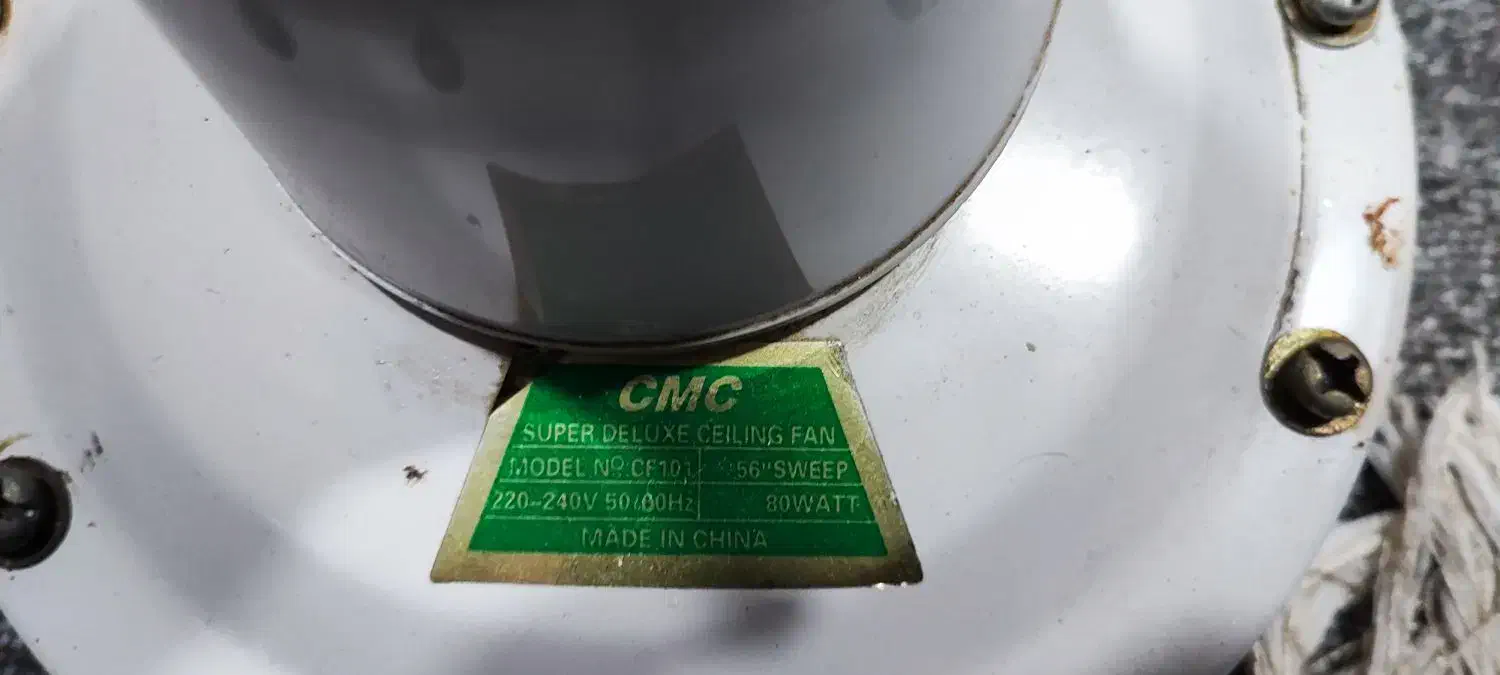 CMC
SUPER DELUXE CEILING FAN
MODEL Nº CF101 56" SWEEP
220-240V 50/60Hz 80WATT
MADE IN CHINA